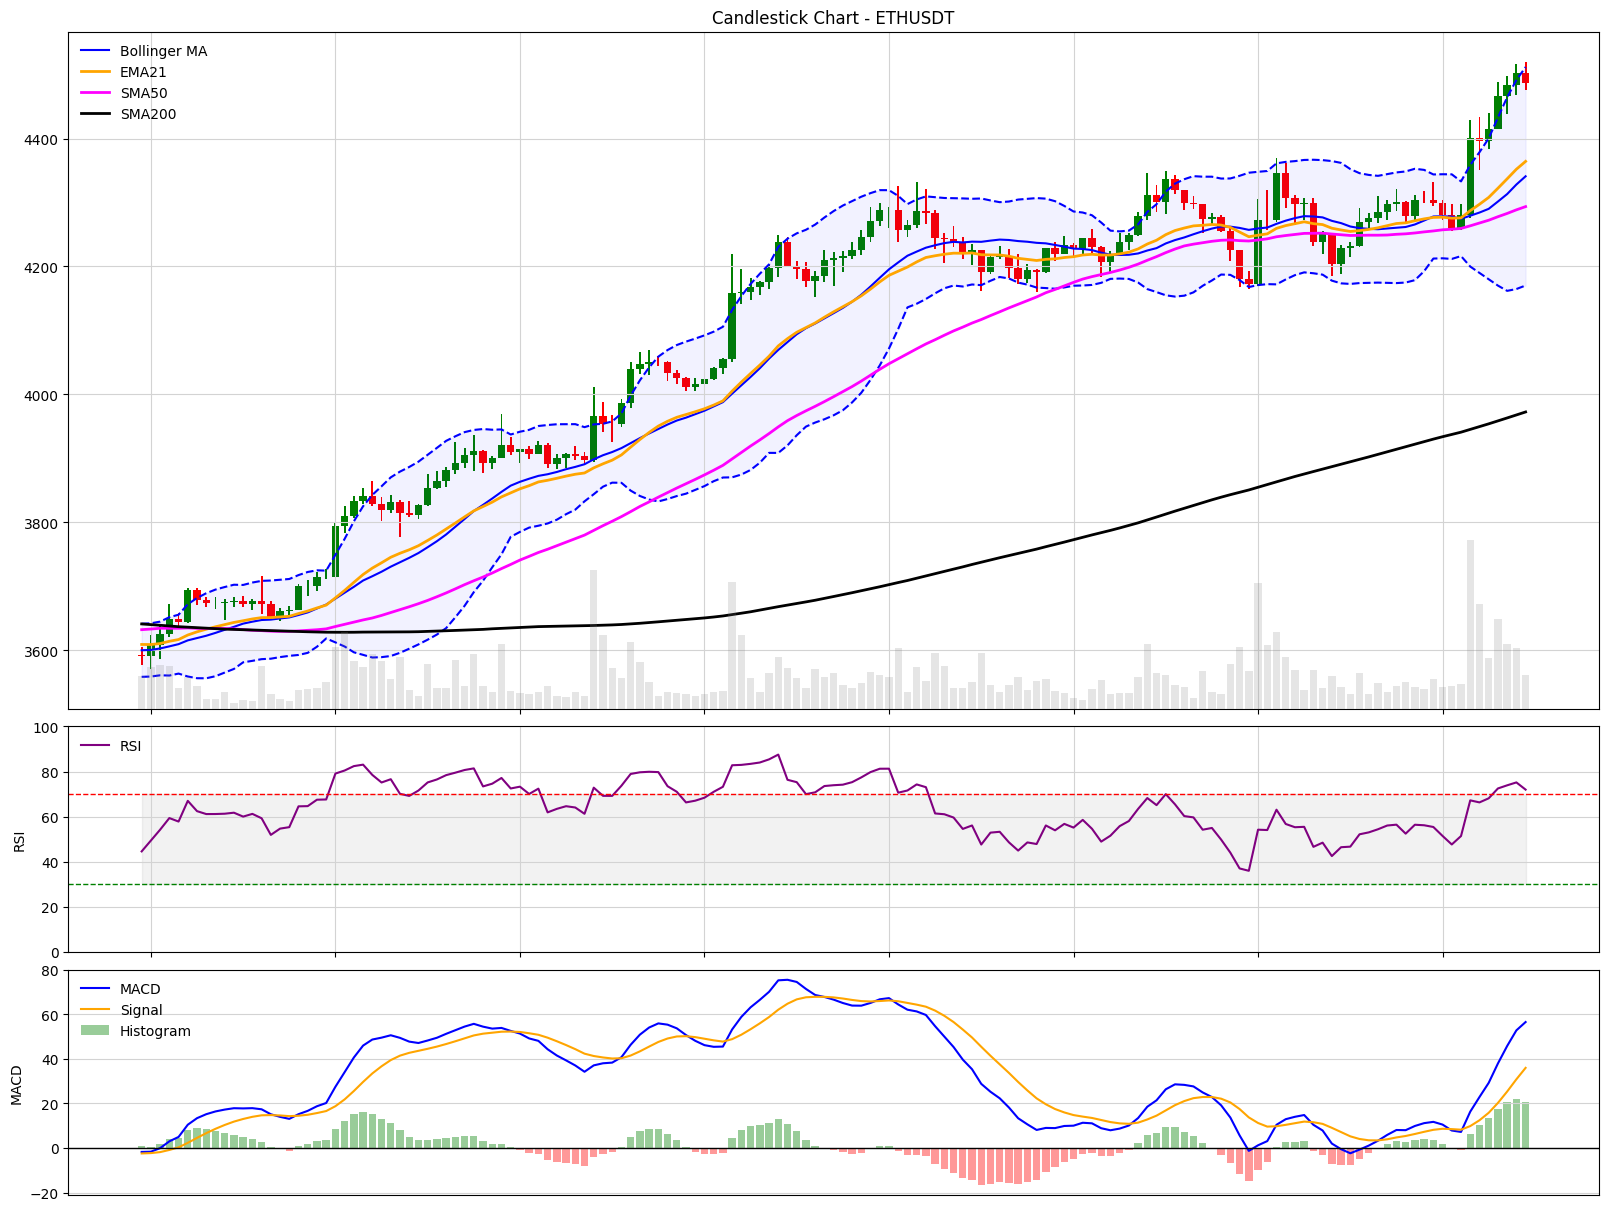 Candlestick Chart - ETHUSDT
Bollinger MA
EMA21
SMA50
SMA200
4400
4200
4000
3800
3600
RSI
100
80
60
40
20
0
RSI
MACD
Signal
Histogram
80
60
40
20
0
−20
MACD